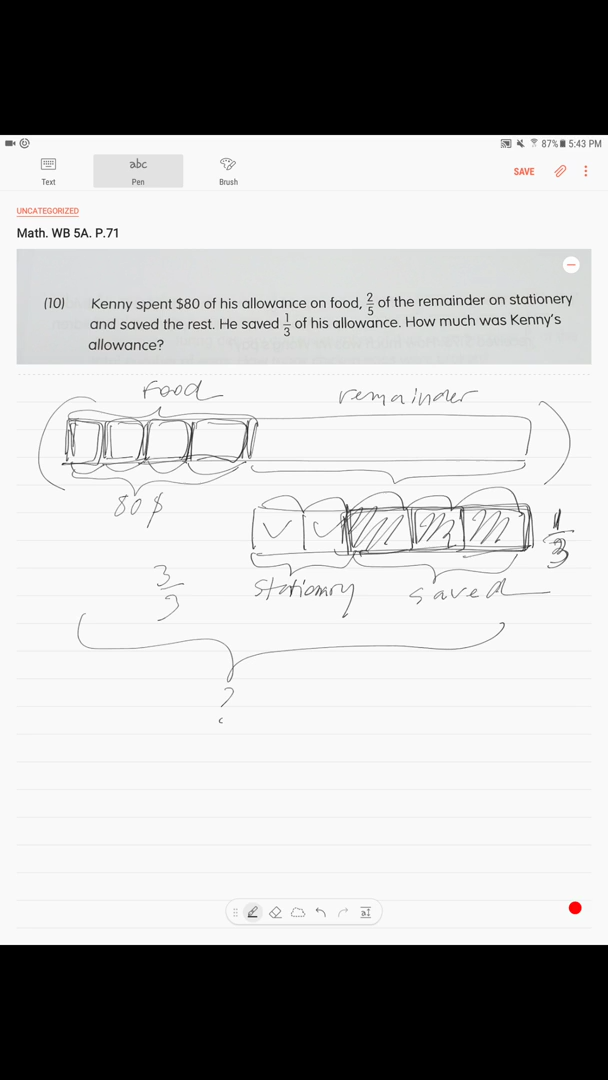 87% 5:43 PM
abc
Text Pen Brush SAVE
UNCATEGORIZED
Math. WB 5A. P.71
(10) Kenny spent $80 of his allowance on food, 2/5 of the remainder on stationery
and saved the rest. He saved 1/3 of his allowance. How much was Kenny's
allowance?
Food remainder
80$
1/3
3/3 stationary saved
?
aI